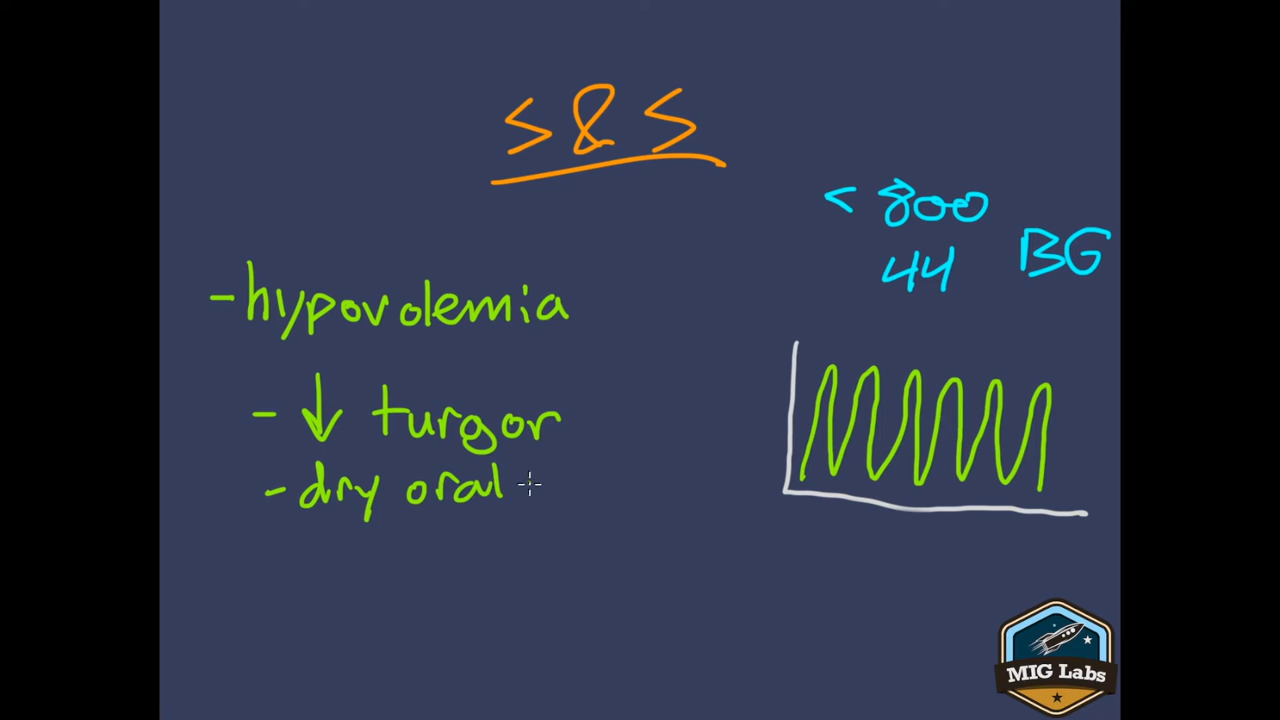 S & S
< 800
44 BG
- hypovolemia
- ↓ turgor
- dry oral
MIG Labs